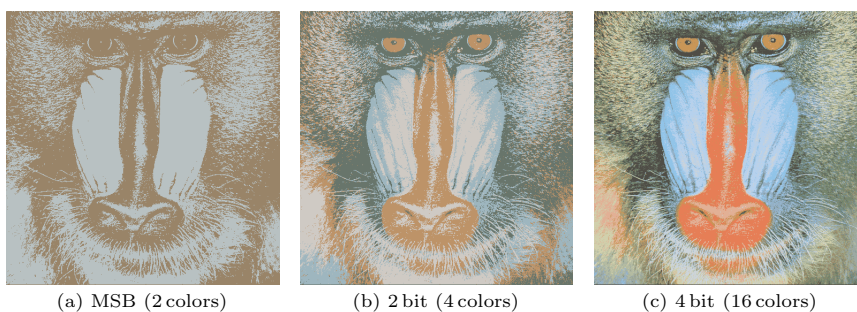 (a) MSB (2 colors)
(b) 2 bit (4 colors)
(c) 4 bit (16 colors)